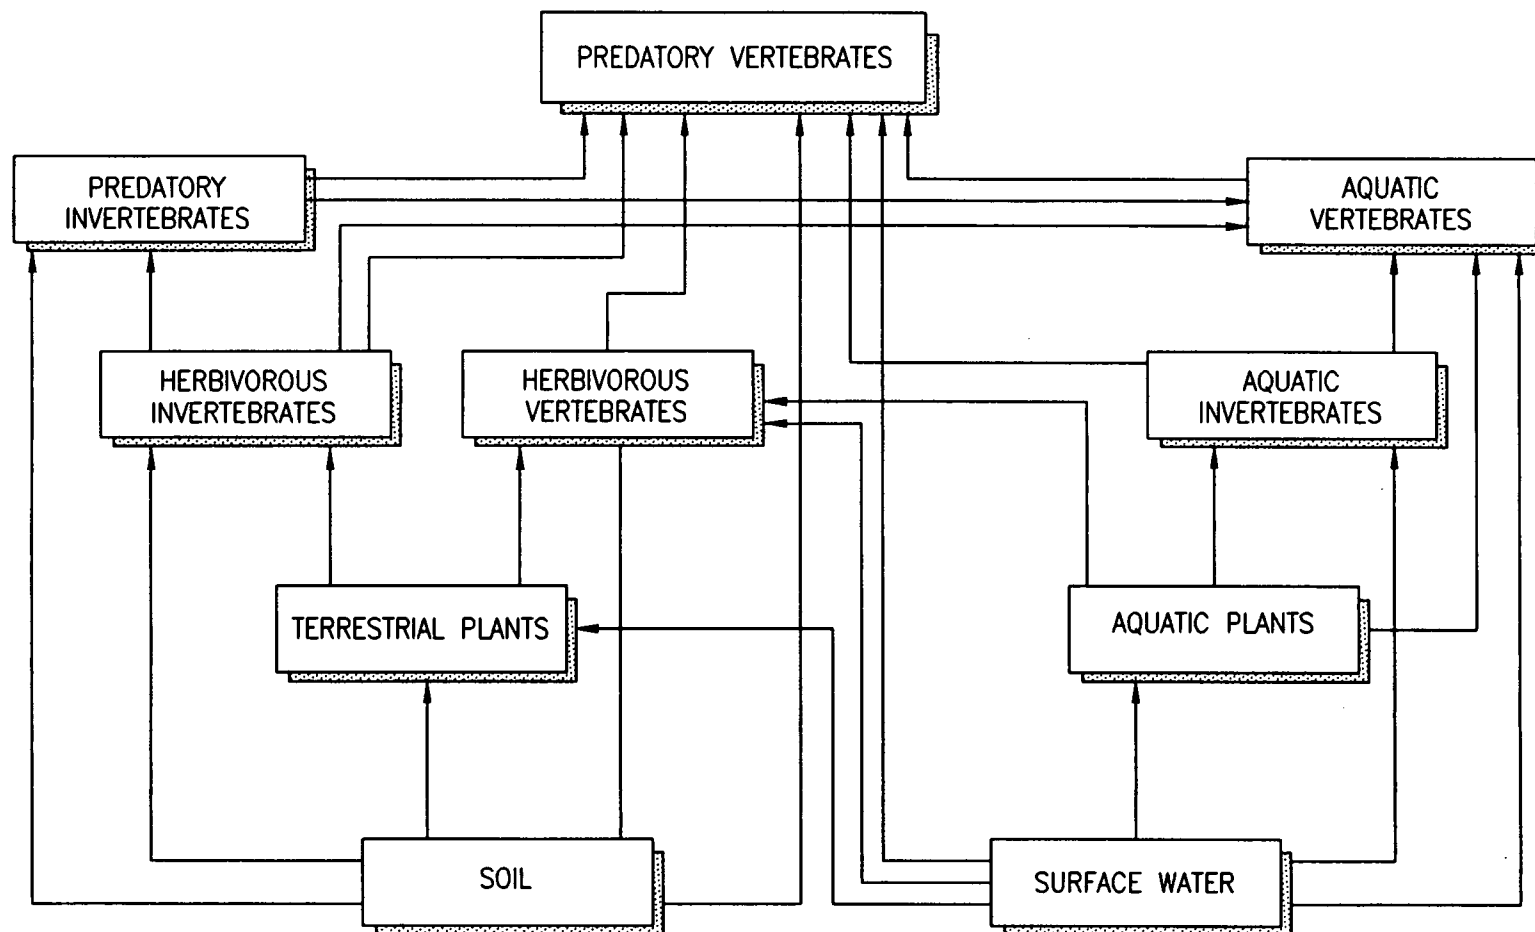 PREDATORY VERTEBRATES
PREDATORY
INVERTEBRATES
AQUATIC
VERTEBRATES
HERBIVOROUS
INVERTEBRATES
HERBIVOROUS
VERTEBRATES
AQUATIC
INVERTEBRATES
TERRESTRIAL PLANTS
AQUATIC PLANTS
SOIL
SURFACE WATER